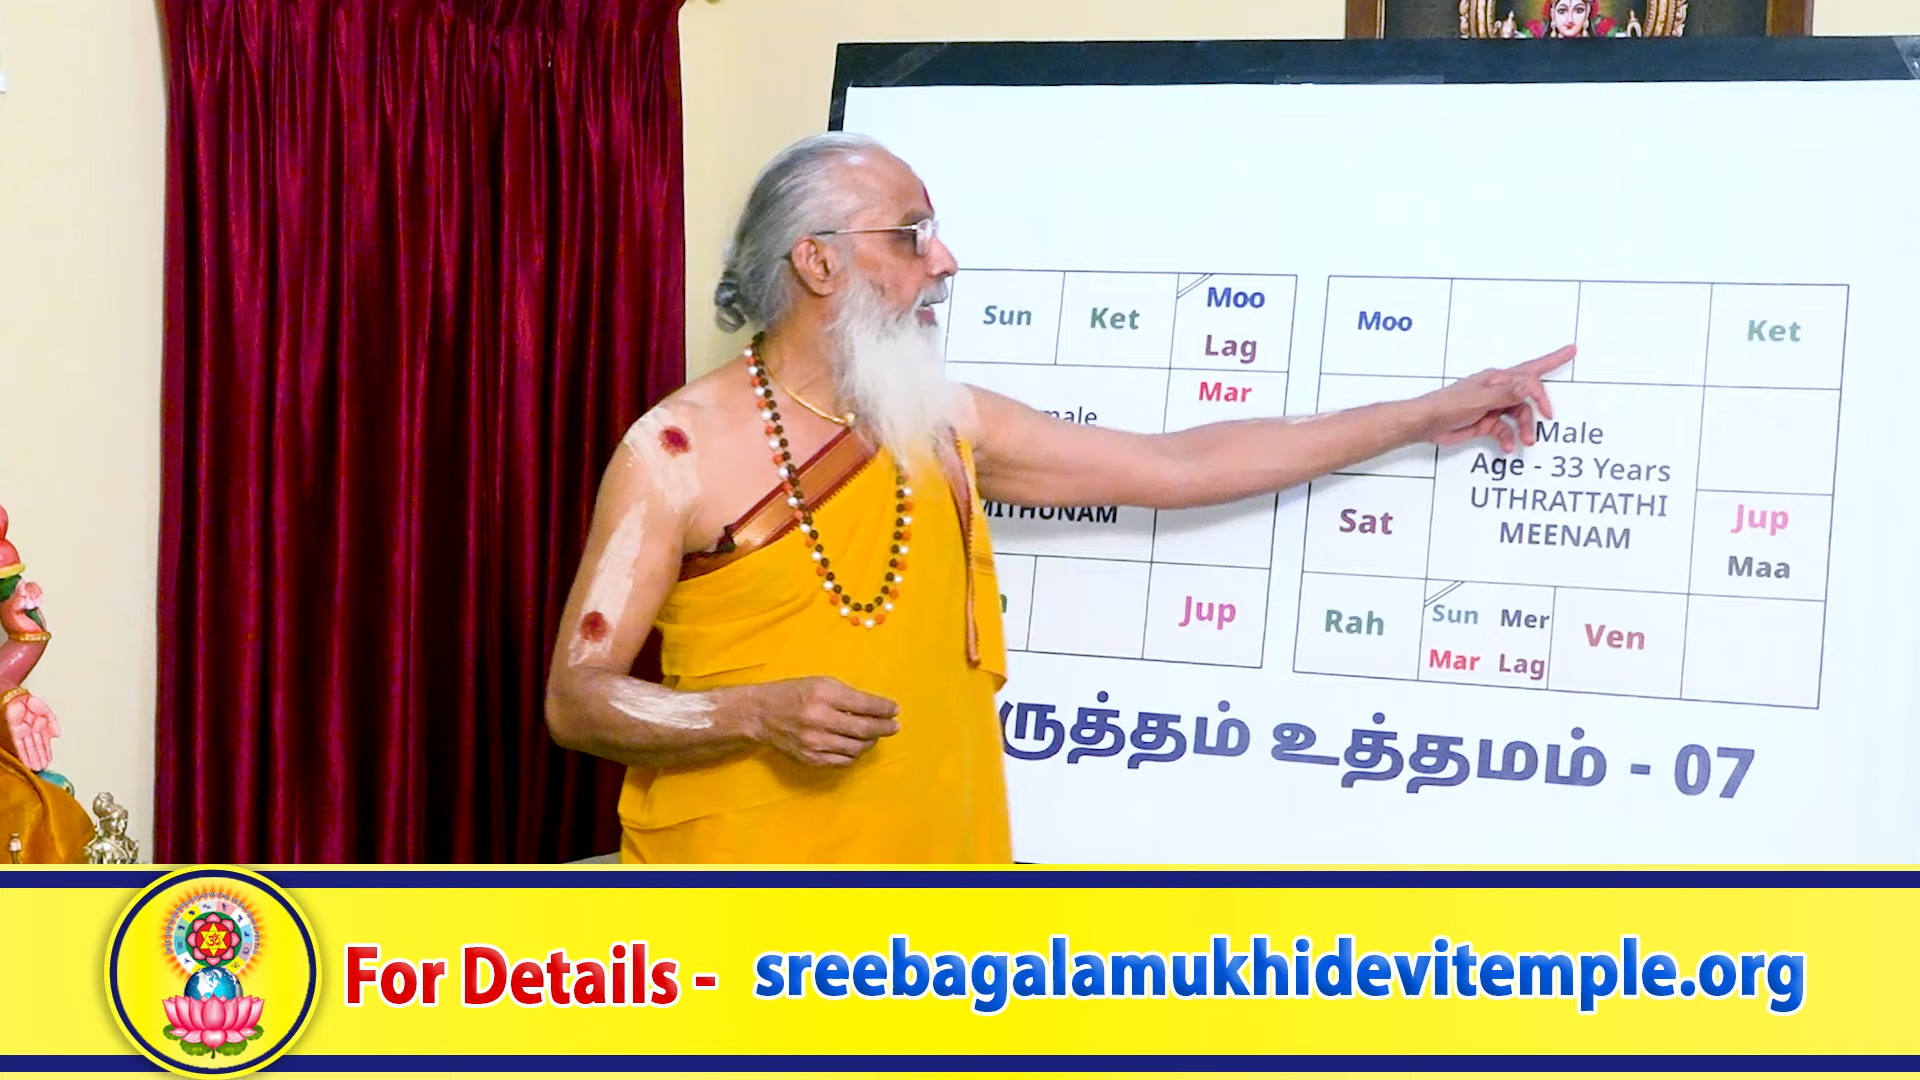 Sun Ket Moo
Lag
Mar
MITHUNAM
Jup
Moo Ket
Male
Age - 33 Years
UTHRATTATHI
MEENAM
Sat
Jup
Maa
Rah
Sun Mer
Mar Lag
Ven
உத்தமம் - 07
For Details - sreebagalamukhidevitemple.org